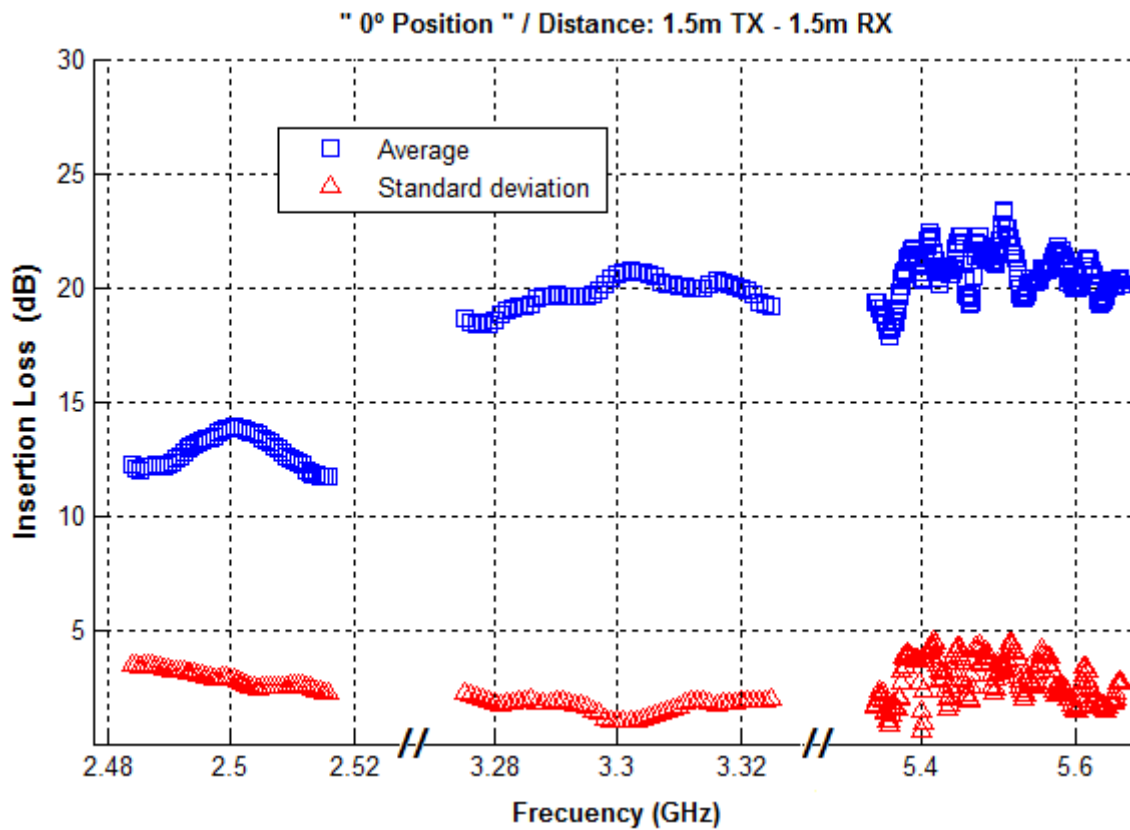 " 0º Position " / Distance: 1.5m TX - 1.5m RX
30
25
20
15
10
5
Insertion Loss (dB)
Average
Standard deviation
2.48 2.5 2.52 // 3.28 3.3 3.32 // 5.4 5.6
Frecuency (GHz)